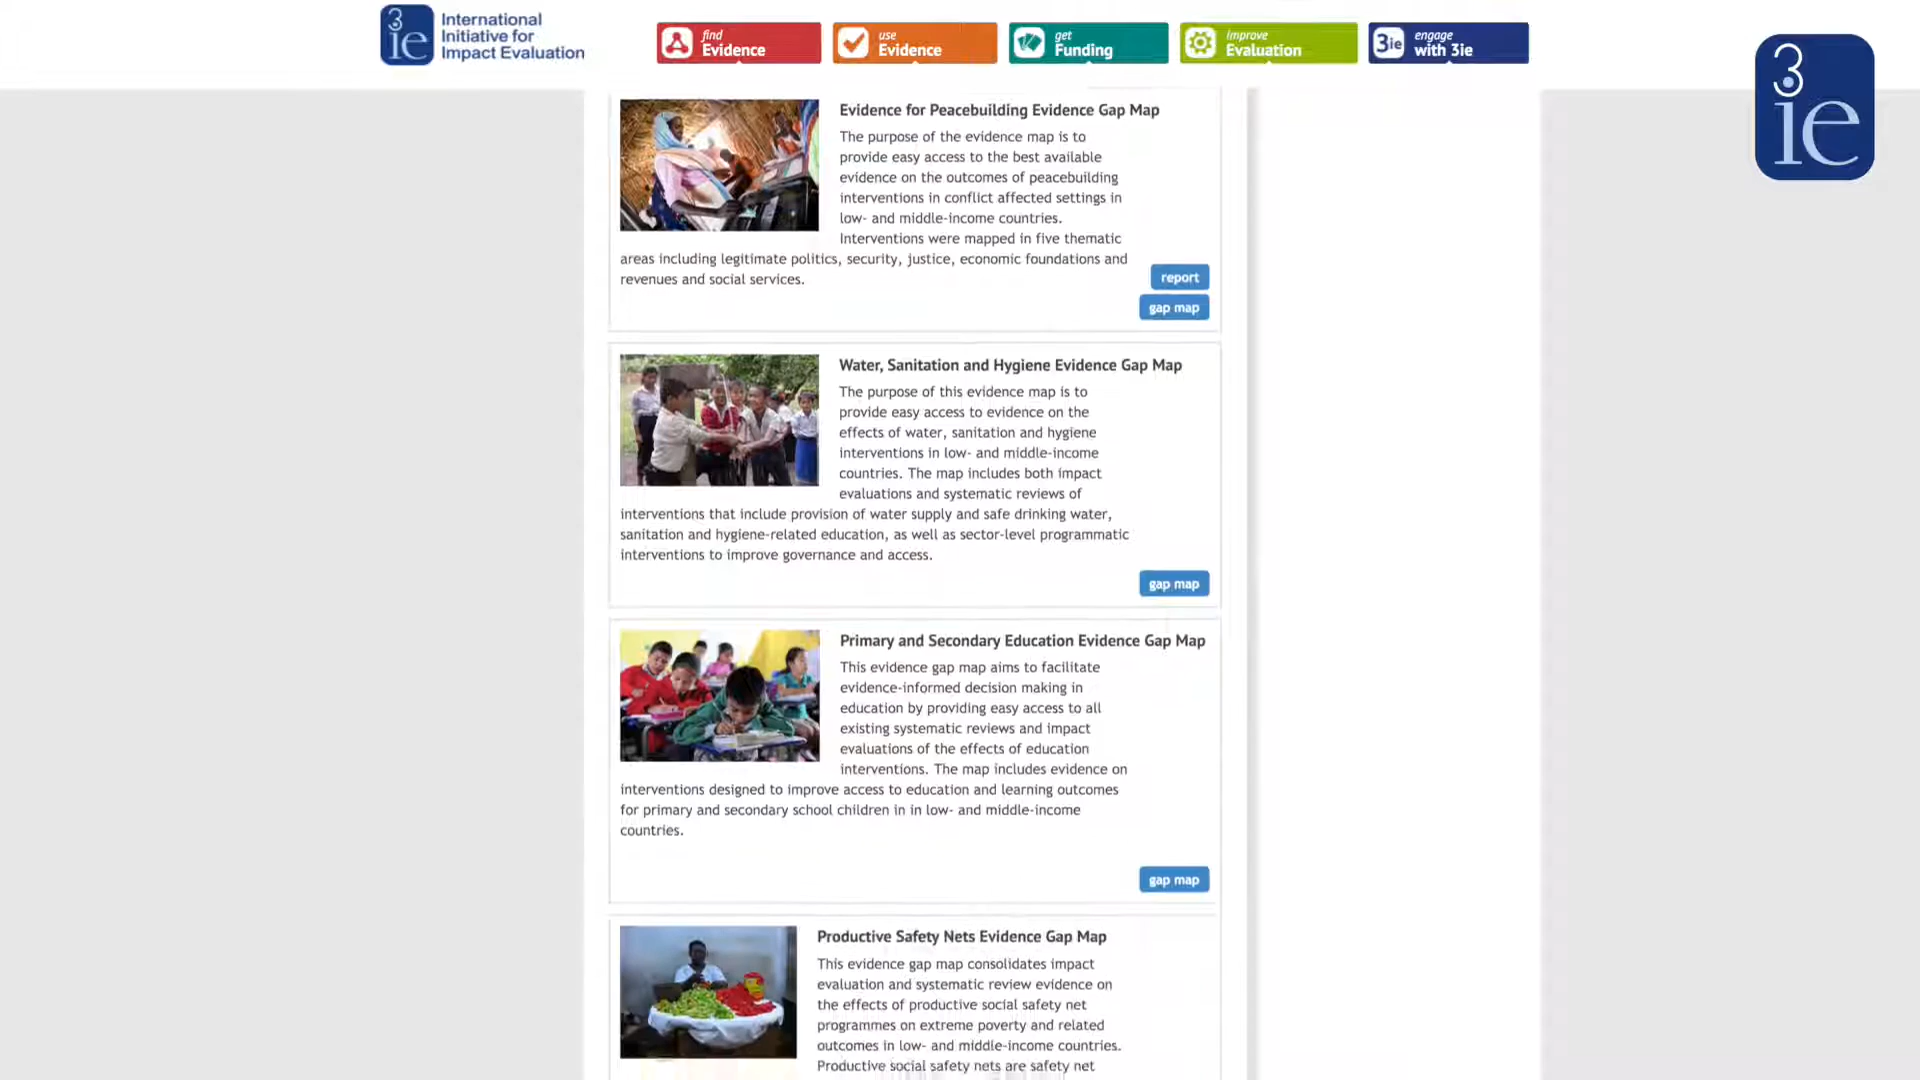 3
ie
International
Initiative for
Impact Evaluation
find
Evidence
use
Evidence
get
Funding
improve
Evaluation
3ie
engage
with 3ie
3
ie
Evidence for Peacebuilding Evidence Gap Map
The purpose of the evidence map is to
provide easy access to the best available
evidence on the outcomes of peacebuilding
interventions in conflict affected settings in
low- and middle-income countries.
Interventions were mapped in five thematic
areas including legitimate politics, security, justice, economic foundations and
revenues and social services.
report
gap map
Water, Sanitation and Hygiene Evidence Gap Map
The purpose of this evidence map is to
provide easy access to evidence on the
effects of water, sanitation and hygiene
interventions in low- and middle-income
countries. The map includes both impact
evaluations and systematic reviews of
interventions that include provision of water supply and safe drinking water,
sanitation and hygiene-related education, as well as sector-level programmatic
interventions to improve governance and access.
gap map
Primary and Secondary Education Evidence Gap Map
This evidence gap map aims to facilitate
evidence-informed decision making in
education by providing easy access to all
existing systematic reviews and impact
evaluations of the effects of education
interventions. The map includes evidence on
interventions designed to improve access to education and learning outcomes
for primary and secondary school children in in low- and middle-income
countries.
gap map
Productive Safety Nets Evidence Gap Map
This evidence gap map consolidates impact
evaluation and systematic review evidence on
the effects of productive social safety net
programmes on extreme poverty and related
outcomes in low- and middle-income countries.
Productive social safety nets are safety net